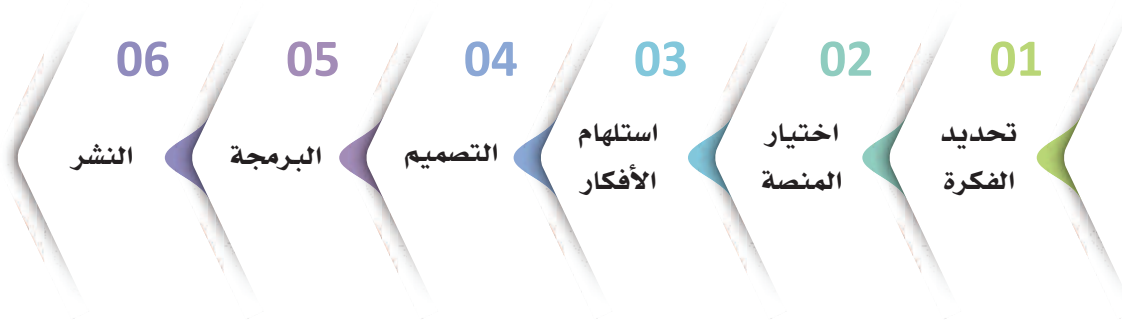 01
تحديد
الفكرة
02
اختيار
المنصة
03
استلهام
الأفكار
04
التصميم
05
البرمجة
06
النشر